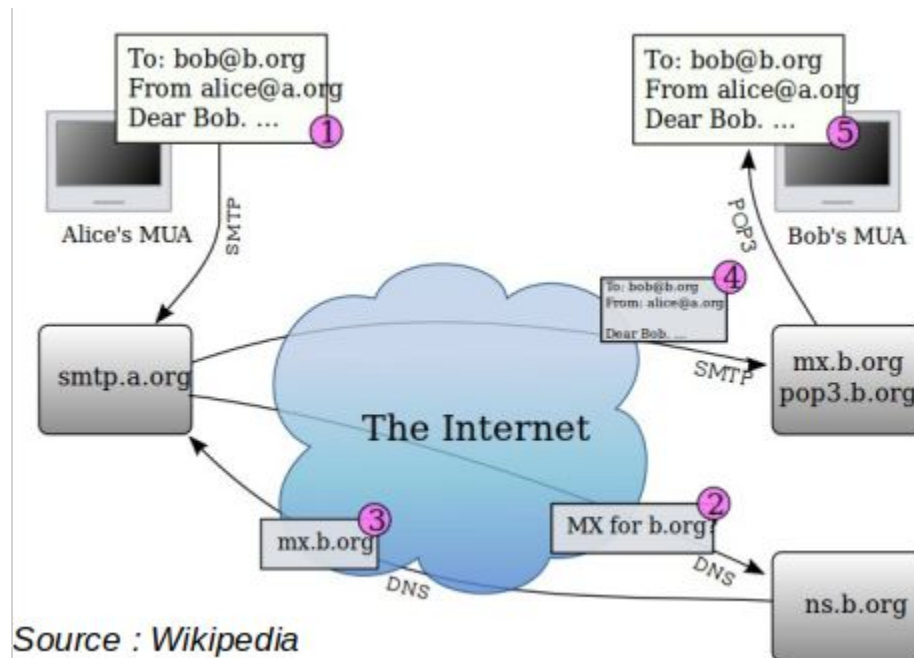 To: bob@b.org
From alice@a.org
Dear Bob. ...
1
Alice's MUA
SMTP
smtp.a.org
To: bob@b.org
From alice@a.org
Dear Bob. ...
5
Bob's MUA
POP3
4
To: bob@b.org
From: alice@a.org
Dear Bob. ...
SMTP
mx.b.org
pop3.b.org
The Internet
2
MX for b.org?
DNS
3
mx.b.org
DNS
ns.b.org
Source : Wikipedia